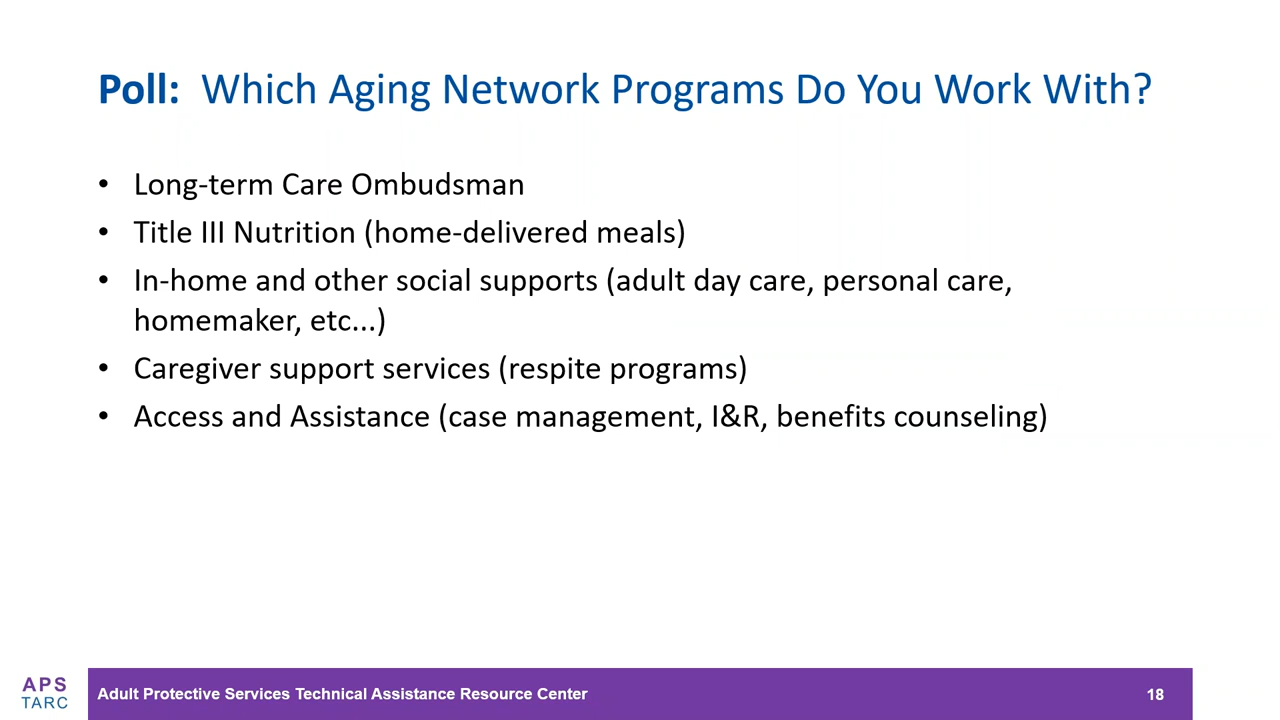 Poll: Which Aging Network Programs Do You Work With?
• Long-term Care Ombudsman
• Title III Nutrition (home-delivered meals)
• In-home and other social supports (adult day care, personal care,
homemaker, etc...)
• Caregiver support services (respite programs)
• Access and Assistance (case management, I&R, benefits counseling)
APS
TARC
Adult Protective Services Technical Assistance Resource Center
18